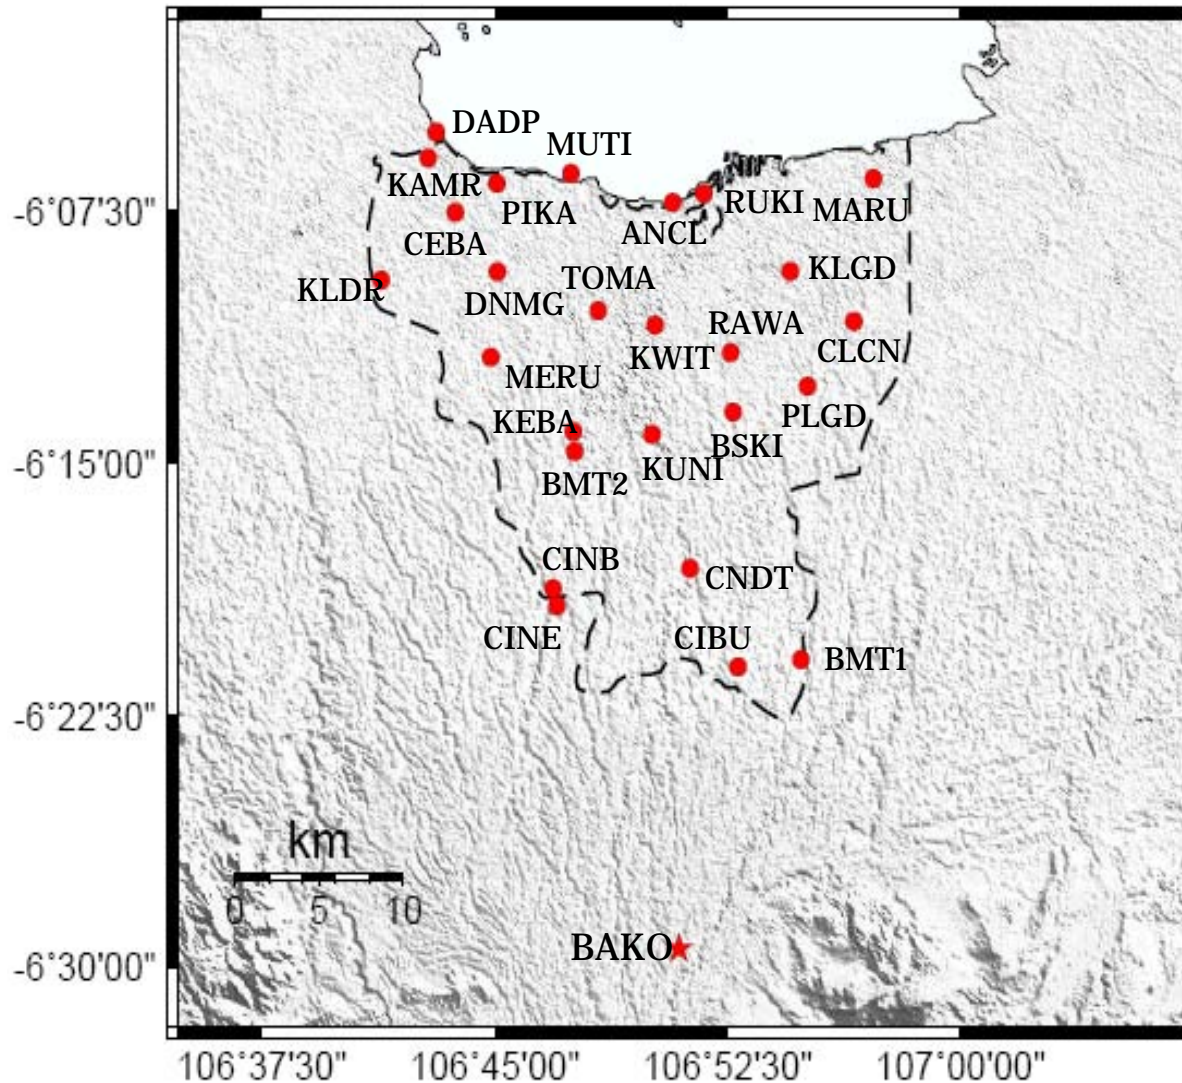 DADP
MUTI
KAMR
PIKA
RUKI
MARU
-6°07'30"
ANCL
CEBA
KLGD
TOMA
KLDR
DNMG
RAWA
KWIT
CLCN
MERU
PLGD
KEBA
BSKI
-6°15'00"
KUNI
BMT2
CINB
CNDT
CINE
CIBU
BMT1
-6°22'30"
km
0 5 10
BAKO
-6°30'00"
106°37'30" 106°45'00" 106°52'30" 107°00'00"